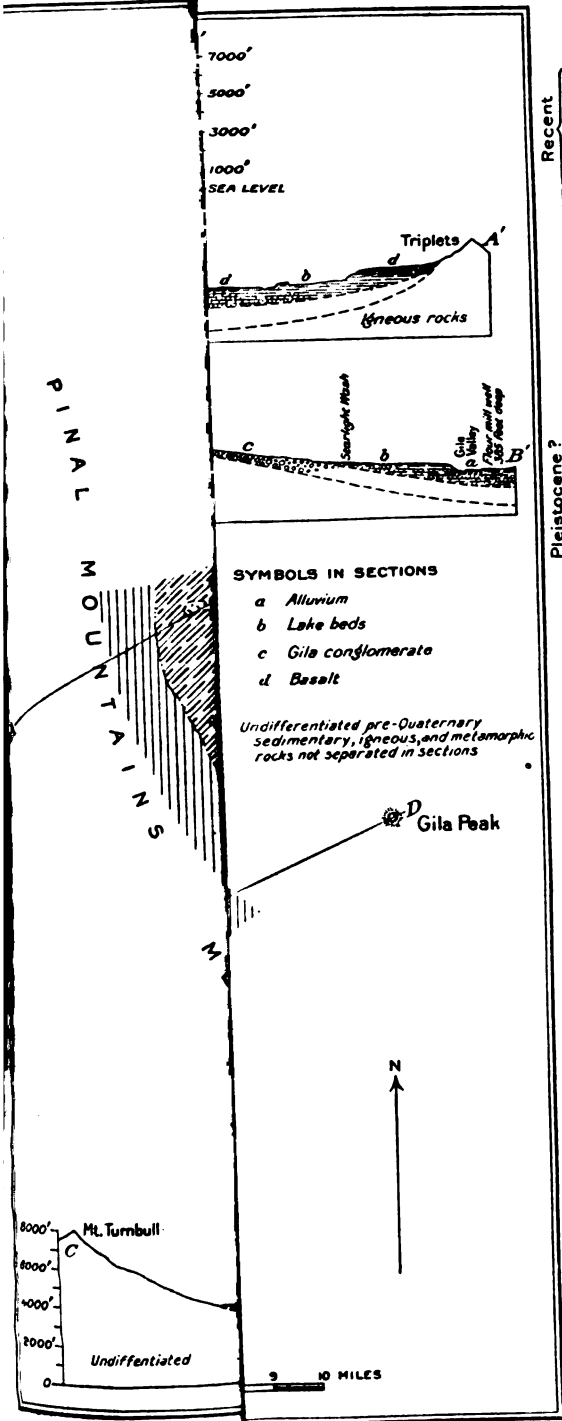 7000'
5000'
3000'
1000'
SEA LEVEL
Recent
Triplets
A'
d
b
d
Igneous rocks
PINAL MOUNTAINS
c
Searlight Wash
b
Gila
Valley
Flour mill well
385 feet deep
B'
Pleistocene ?
SYMBOLS IN SECTIONS
a Alluvium
b Lake beds
c Gila conglomerate
d Basalt
Undifferentiated pre-Quaternary
sedimentary, igneous, and metamorphic
rocks not separated in sections
D
Gila Peak
M
N
8000'
6000'
4000'
2000'
0
Mt. Turnbull
C
Undiffentiated
9 10 MILES